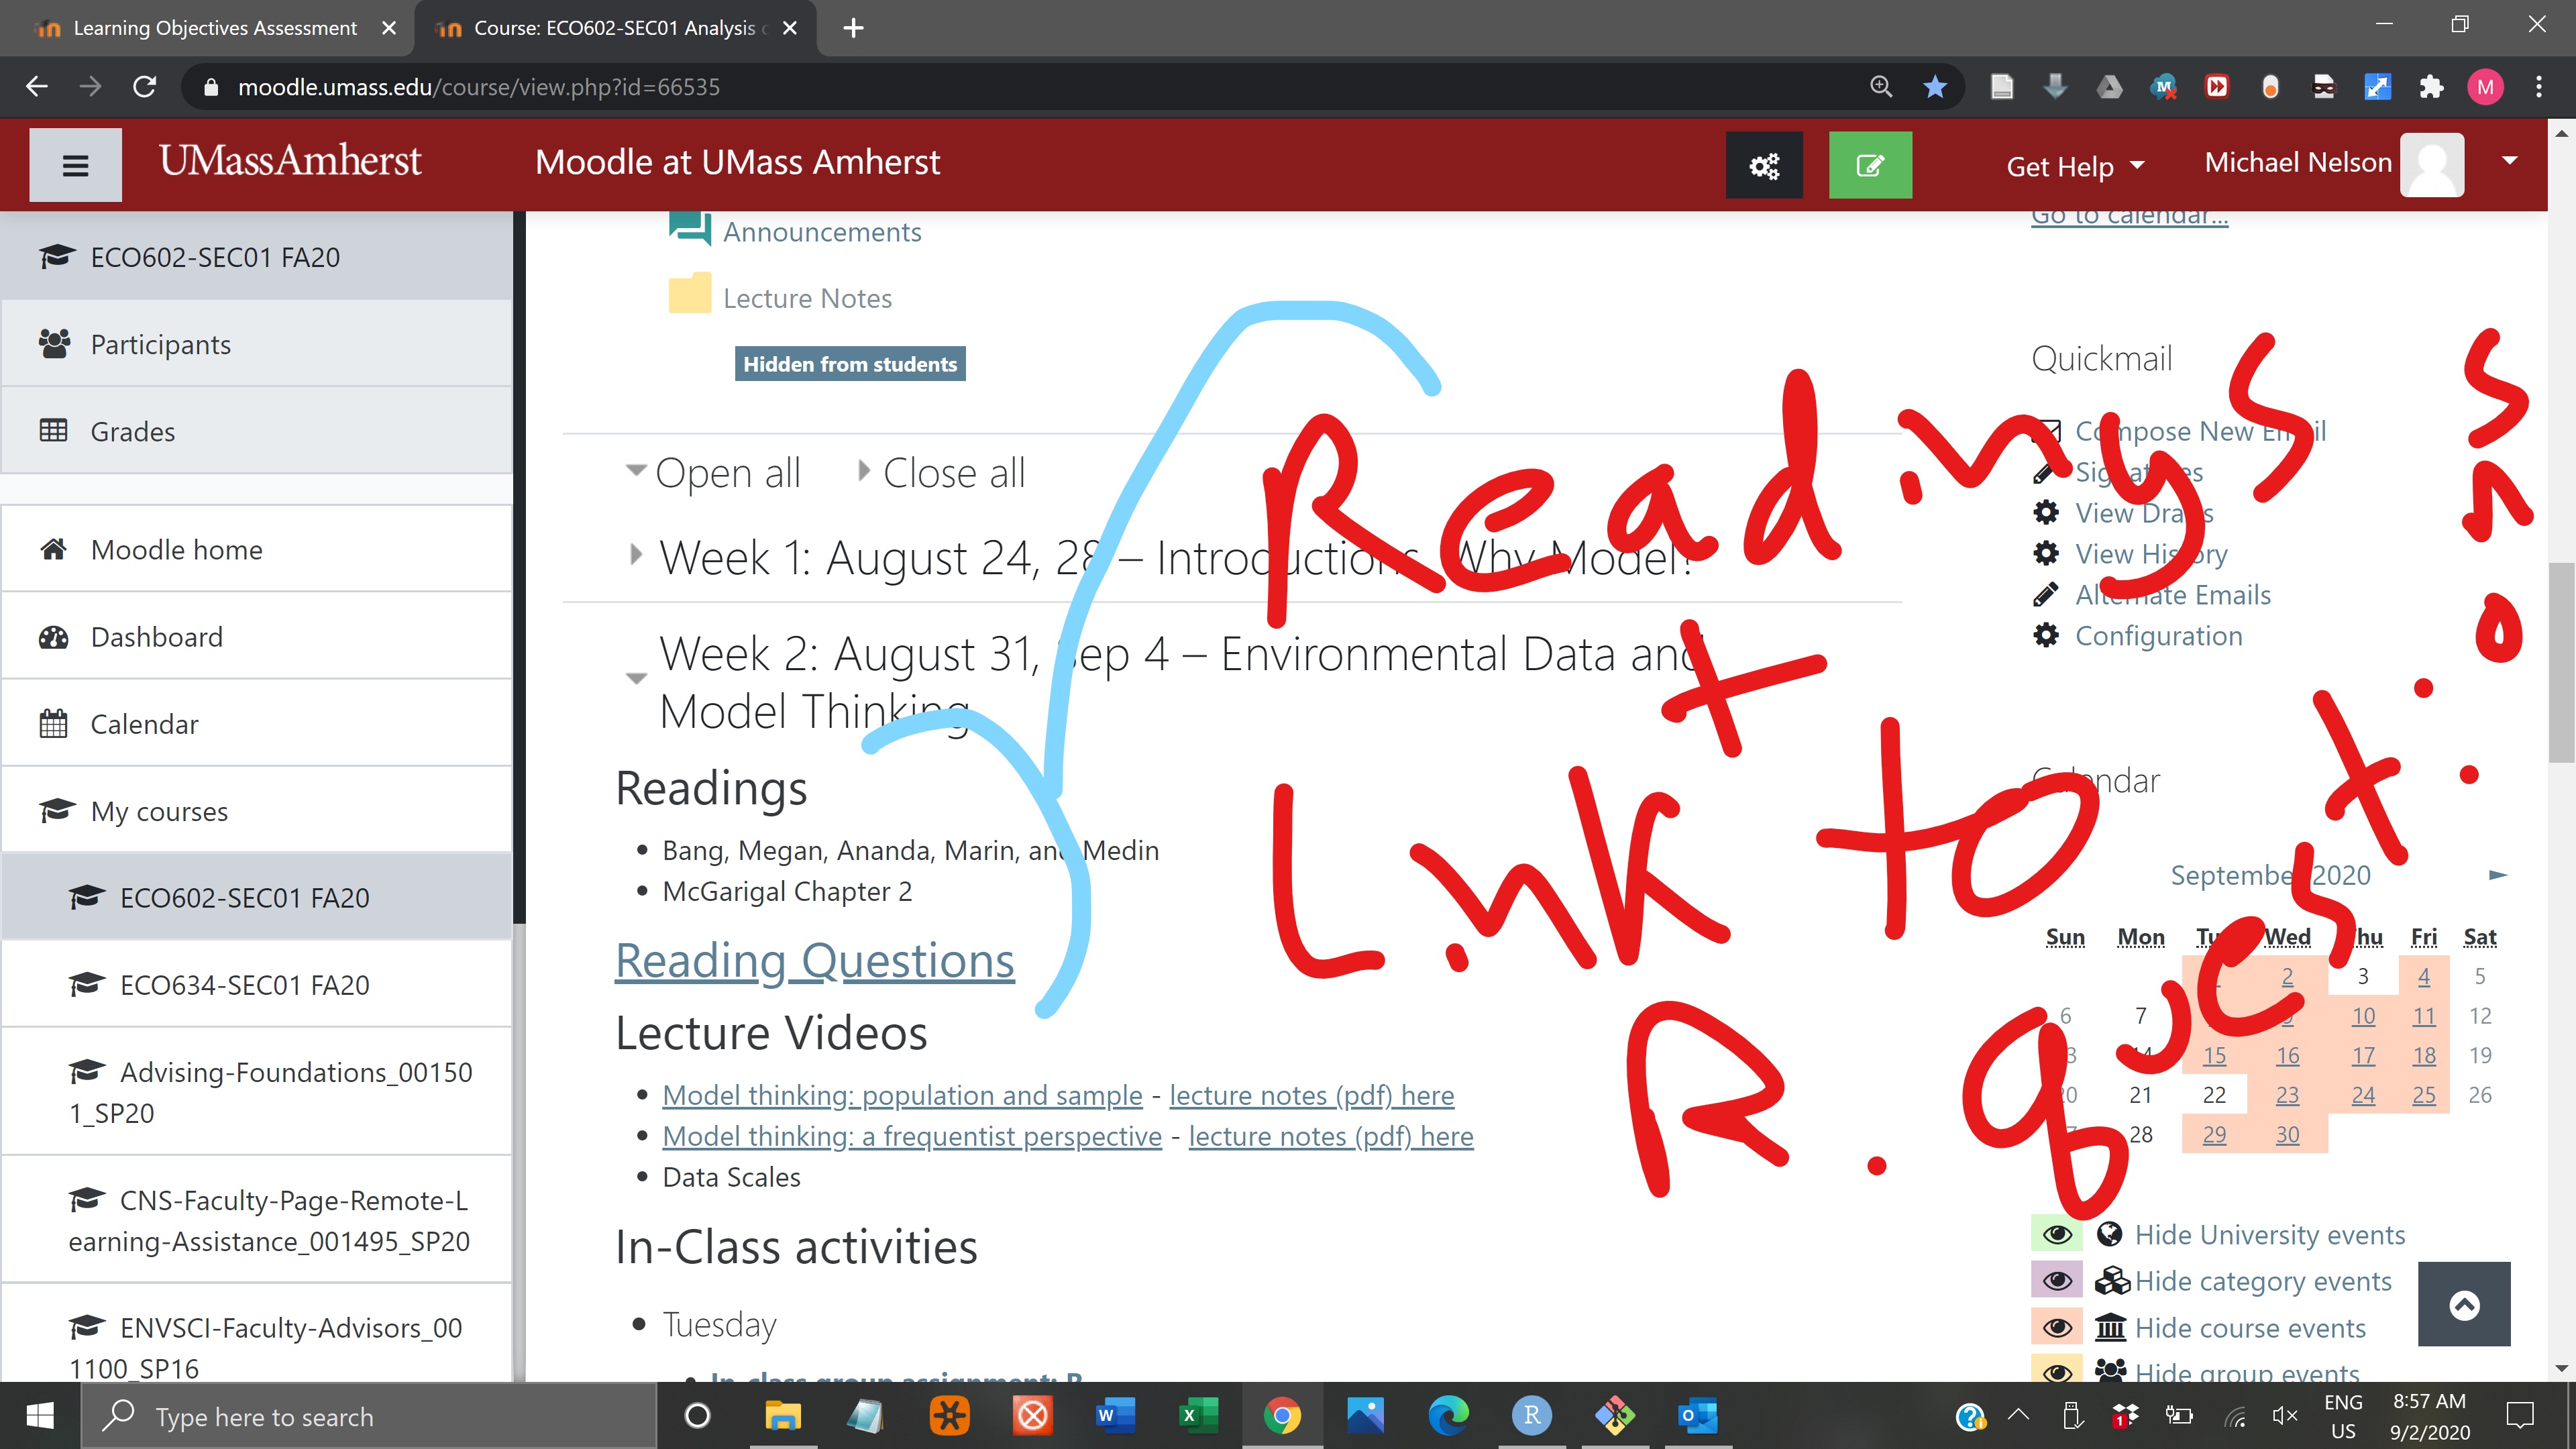 Learning Objectives Assessment
Course: ECO602-SEC01 Analysis
moodle.umass.edu/course/view.php?id=66535
M
UMassAmherst
Moodle at UMass Amherst
Get Help
Michael Nelson
ECO602-SEC01 FA20
Participants
Grades
Moodle home
Dashboard
Calendar
My courses
ECO602-SEC01 FA20
ECO634-SEC01 FA20
Advising-Foundations_00150
1_SP20
CNS-Faculty-Page-Remote-L
earning-Assistance_001495_SP20
ENVSCI-Faculty-Advisors_00
1100_SP16
Announcements
Lecture Notes
Hidden from students
Open all
Close all
Week 1: August 24, 28 – Introductions, Why Model?
Week 2: August 31, Sep 4 – Environmental Data and
Model Thinking
Readings
Bang, Megan, Ananda, Marin, and Medin
McGarigal Chapter 2
Reading Questions
Lecture Videos
Model thinking: population and sample - lecture notes (pdf) here
Model thinking: a frequentist perspective - lecture notes (pdf) here
Data Scales
In-Class activities
Tuesday
Readings
+
Link to
R. questions
Go to calendar...
Quickmail
Compose New Email
Signatures
View Drafts
View History
Alternate Emails
Configuration
Calendar
September 2020
Sun Mon Tue Wed Thu Fri Sat
2 3 4 5
6 7 9 10 11 12
14 15 16 17 18 19
20 21 22 23 24 25 26
28 29 30
Hide University events
Hide category events
Hide course events
Hide group events
Type here to search
ENG
US
8:57 AM
9/2/2020